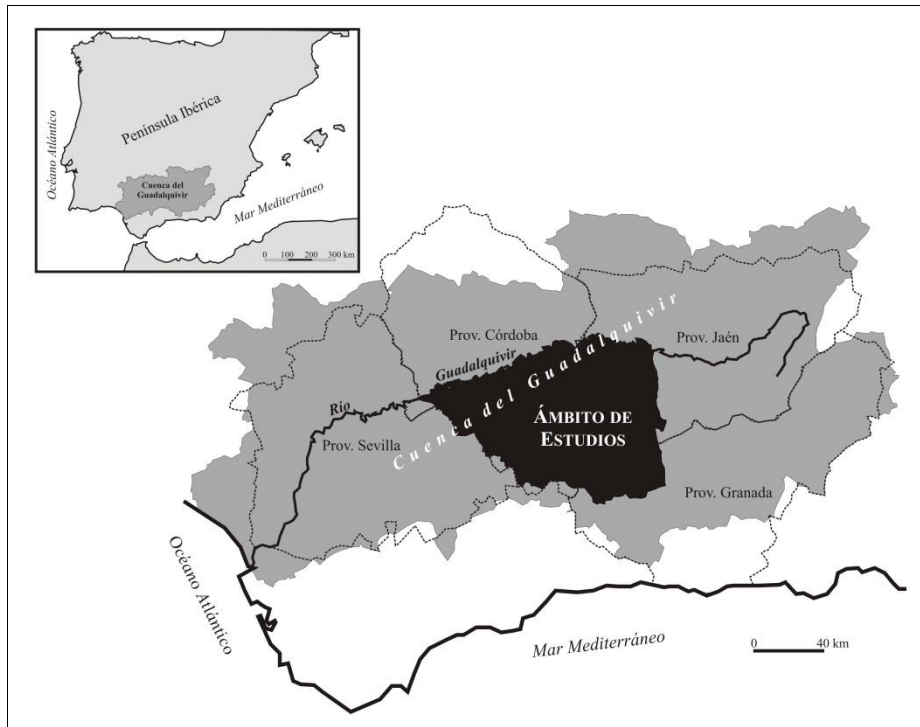 Océano Atlántico
Península Ibérica
Cuenca del
Guadalquivir
Mar Mediterráneo
0 100 200 300 km
Prov. Córdoba
Prov. Jaén
Río
Guadalquivir
Cuenca del Guadalquivir
Prov. Sevilla
ÁMBITO DE
ESTUDIOS
Prov. Granada
Océano Atlántico
Mar Mediterráneo
0 40 km